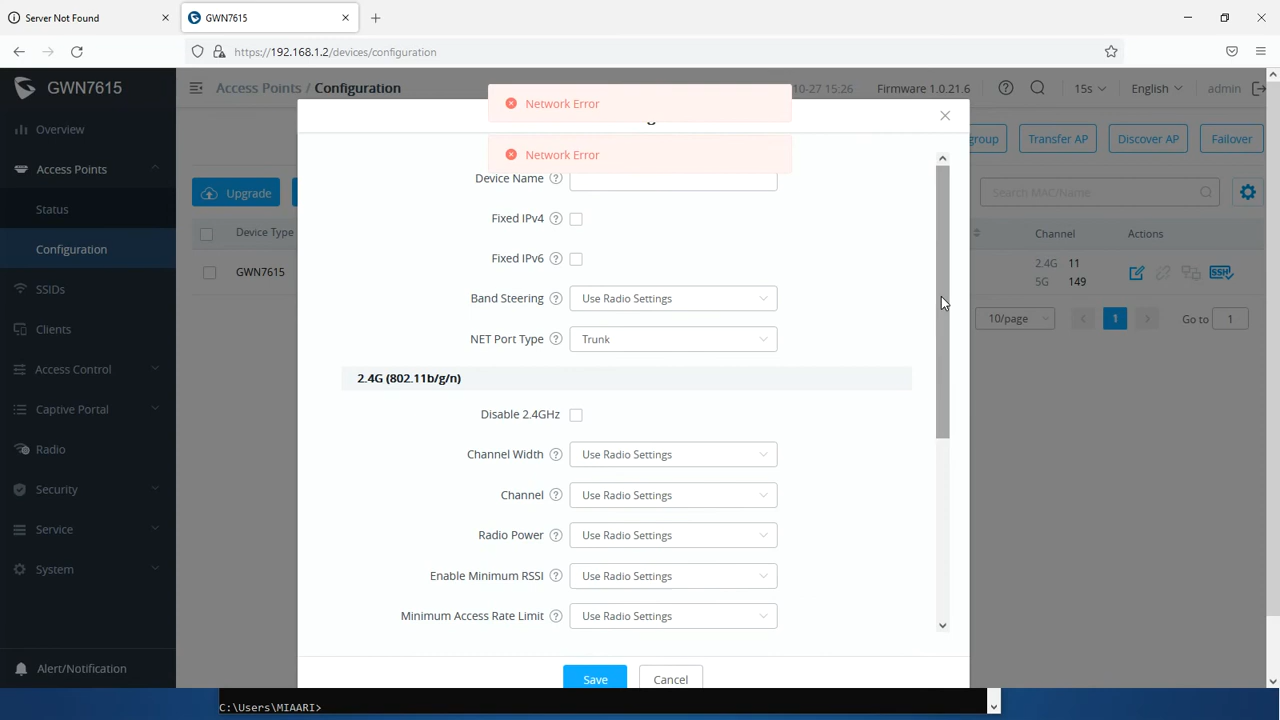 Server Not Found
GWN7615
https://192.168.1.2/devices/configuration
GWN7615
Access Points / Configuration
Network Error
10-27 15:26
Firmware 1.0.21.6
15s
English
admin
Overview
Access Points
Status
Configuration
SSIDs
Clients
Access Control
Captive Portal
Radio
Security
Service
System
Alert/Notification
group
Transfer AP
Discover AP
Failover
Upgrade
Search MAC/Name
Device Type
Channel
Actions
GWN7615
2.4G 11
5G 149
SSH
10/page
1
Go to
1
Network Error
Device Name
Fixed IPv4
Fixed IPv6
Band Steering
Use Radio Settings
NET Port Type
Trunk
2.4G (802.11b/g/n)
Disable 2.4GHz
Channel Width
Use Radio Settings
Channel
Use Radio Settings
Radio Power
Use Radio Settings
Enable Minimum RSSI
Use Radio Settings
Minimum Access Rate Limit
Use Radio Settings
Save
Cancel
C:\Users\MIAARI>